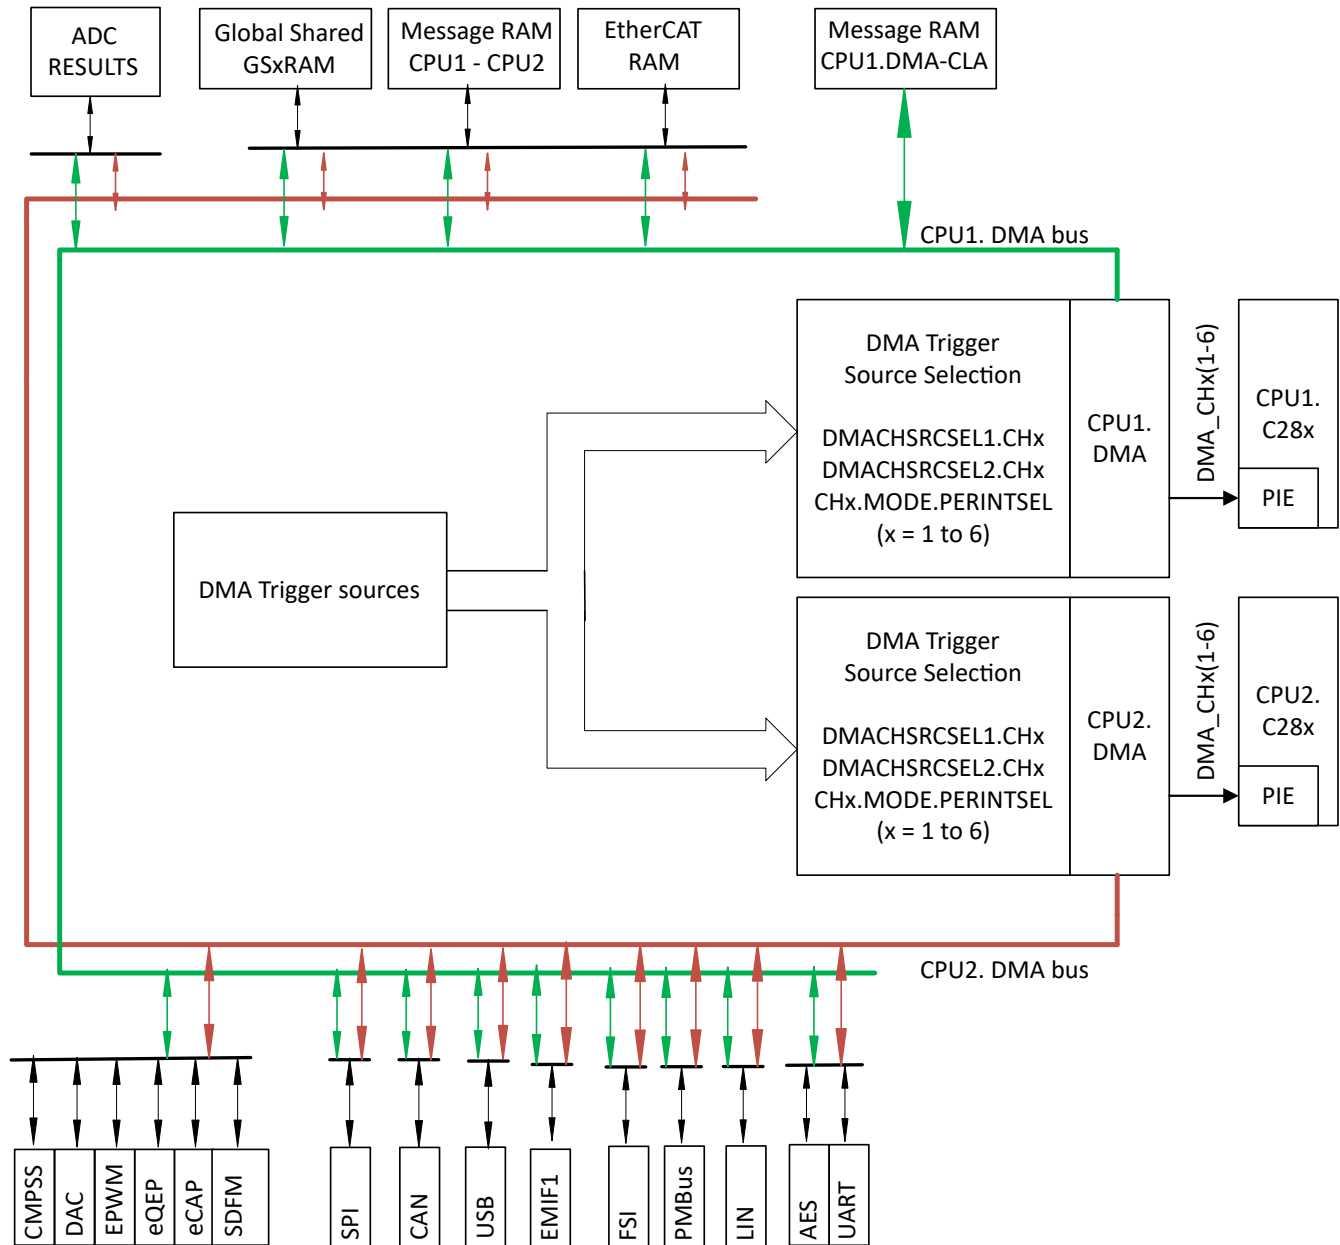 ADC
RESULTS
Global Shared
GSxRAM
Message RAM
CPU1 - CPU2
EtherCAT
RAM
Message RAM
CPU1.DMA-CLA
CPU1. DMA bus
DMA Trigger
Source Selection
DMACHSRCSEL1.CHx
DMACHSRCSEL2.CHx
CHx.MODE.PERINTSEL
(x = 1 to 6)
CPU1.
DMA
DMA_CHx(1-6)
CPU1.
C28x
PIE
DMA Trigger sources
DMA Trigger
Source Selection
DMACHSRCSEL1.CHx
DMACHSRCSEL2.CHx
CHx.MODE.PERINTSEL
(x = 1 to 6)
CPU2.
DMA
DMA_CHx(1-6)
CPU2.
C28x
PIE
CPU2. DMA bus
CMPSS
DAC
EPWM
eQEP
eCAP
SDFM
SPI
CAN
USB
EMIF1
FSI
PMBus
LIN
AES
UART